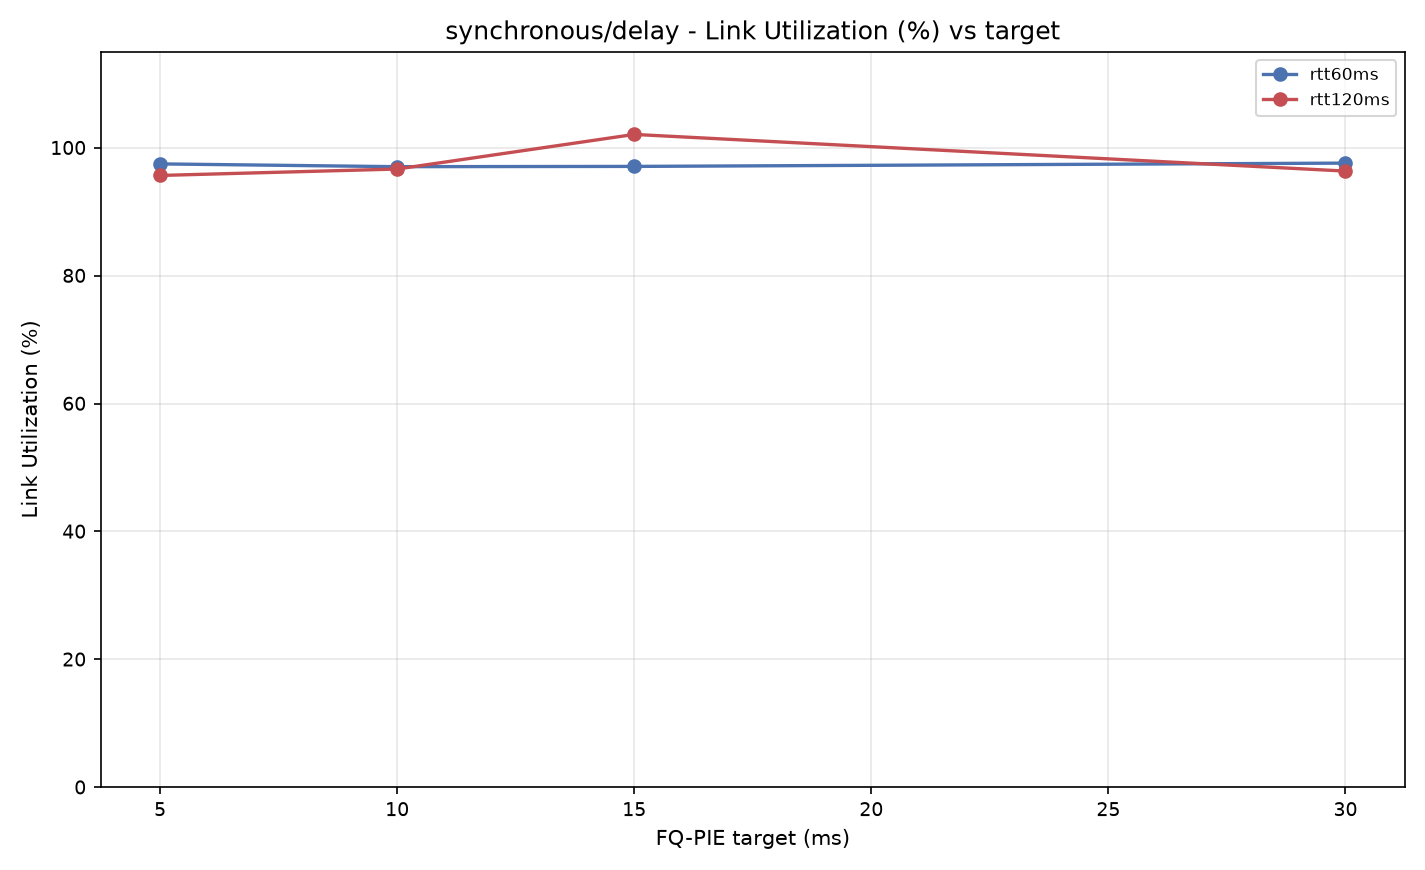 synchronous/delay - Link Utilization (%) vs target
rtt60ms
rtt120ms
Link Utilization (%)
100
80
60
40
20
0
5 10 15 20 25 30
FQ-PIE target (ms)